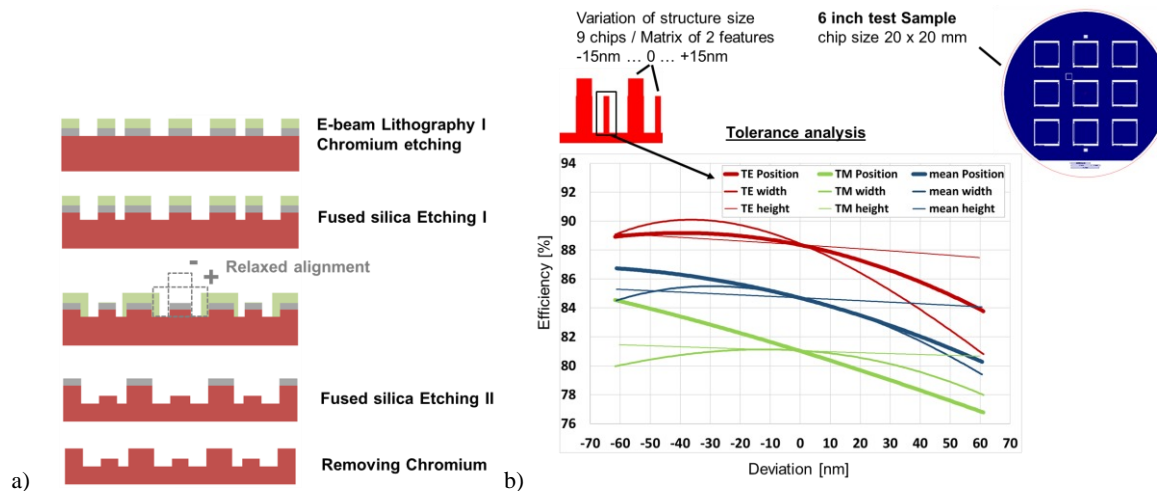 E-beam Lithography I
Chromium etching
Fused silica Etching I
-
+
Relaxed alignment
Fused silica Etching II
Removing Chromium
a)
Variation of structure size
9 chips / Matrix of 2 features
-15nm … 0 … +15nm
6 inch test Sample
chip size 20 x 20 mm
Tolerance analysis
TE Position TM Position mean Position
TE width TM width mean width
TE height TM height mean height
Efficiency [%]
94
92
90
88
86
84
82
80
78
76
-70 -60 -50 -40 -30 -20 -10 0 10 20 30 40 50 60 70
Deviation [nm]
b)